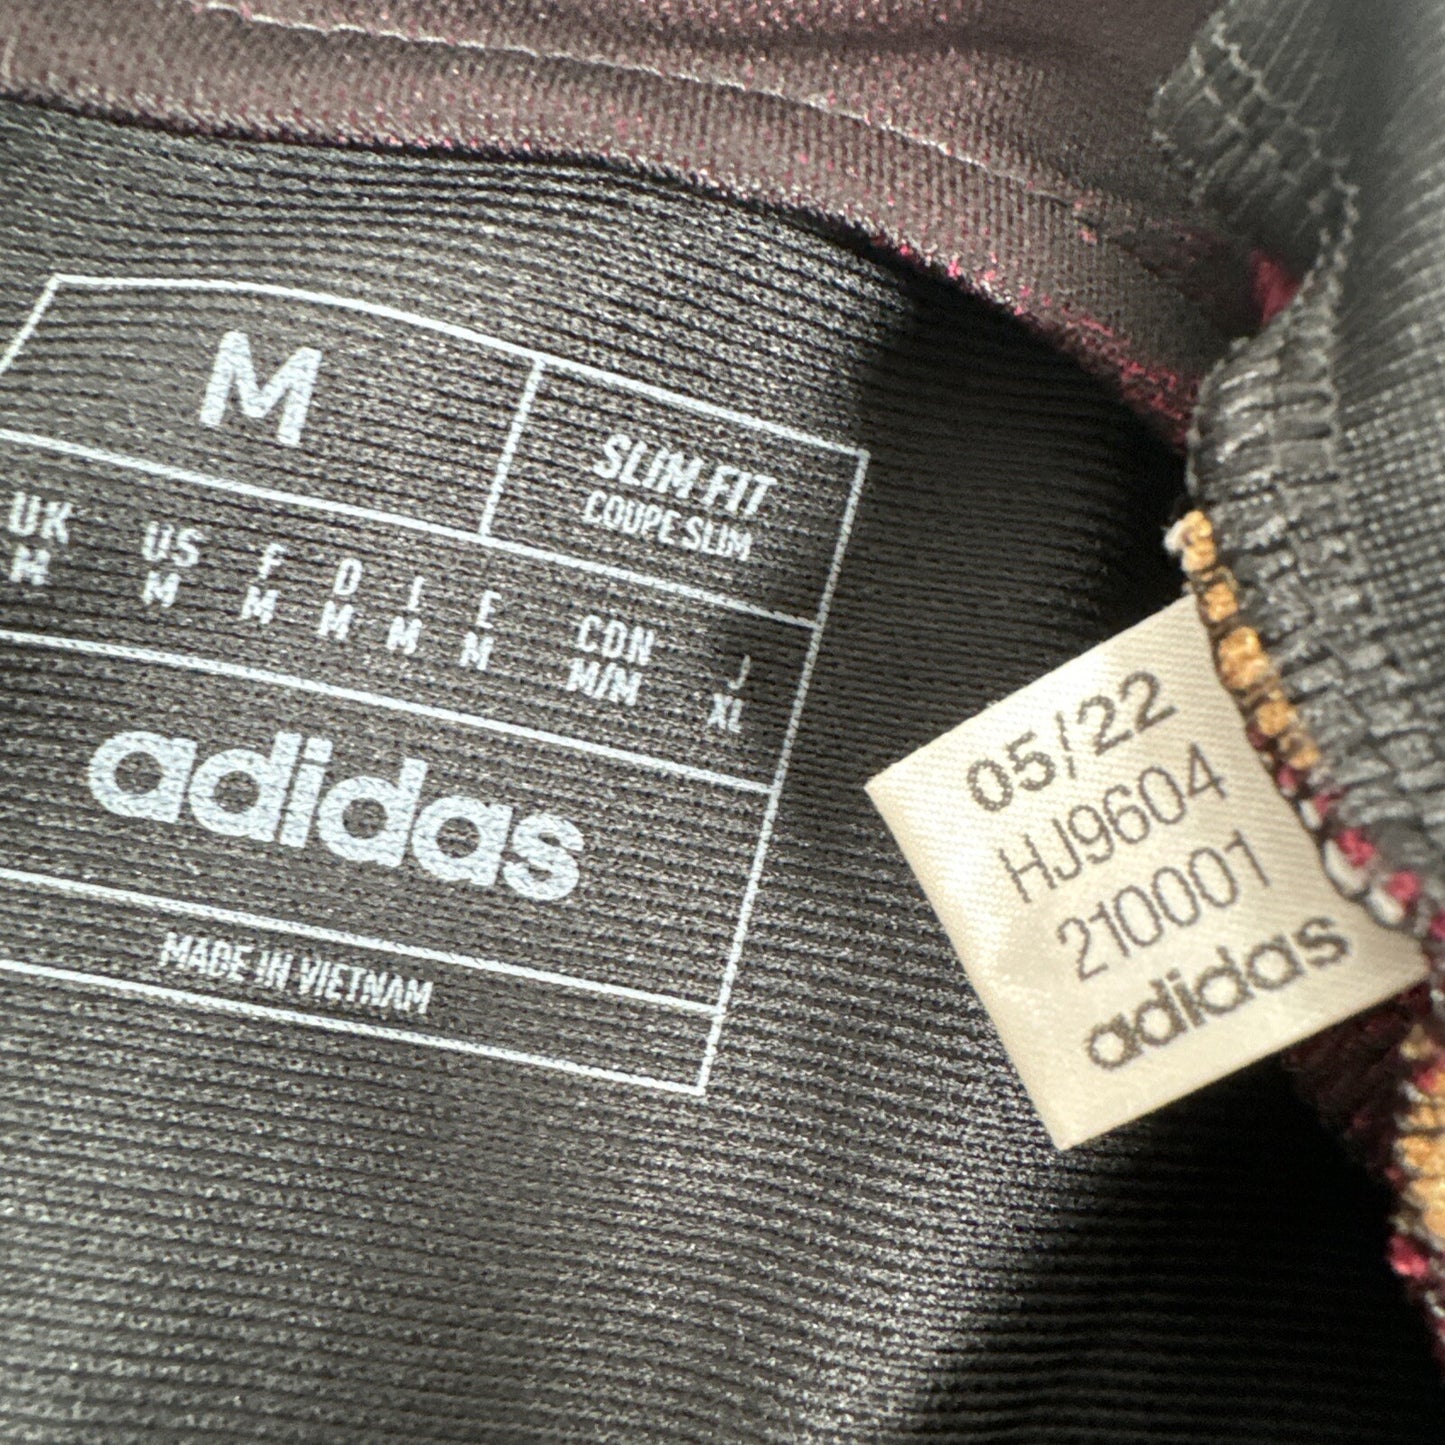 M
SLIM FIT
COUPE SLIM
UK US F D I E CDN J
M M M M M M M/M XL
adidas
MADE IN VIETNAM
05/22
HJ9604
210001
adidas